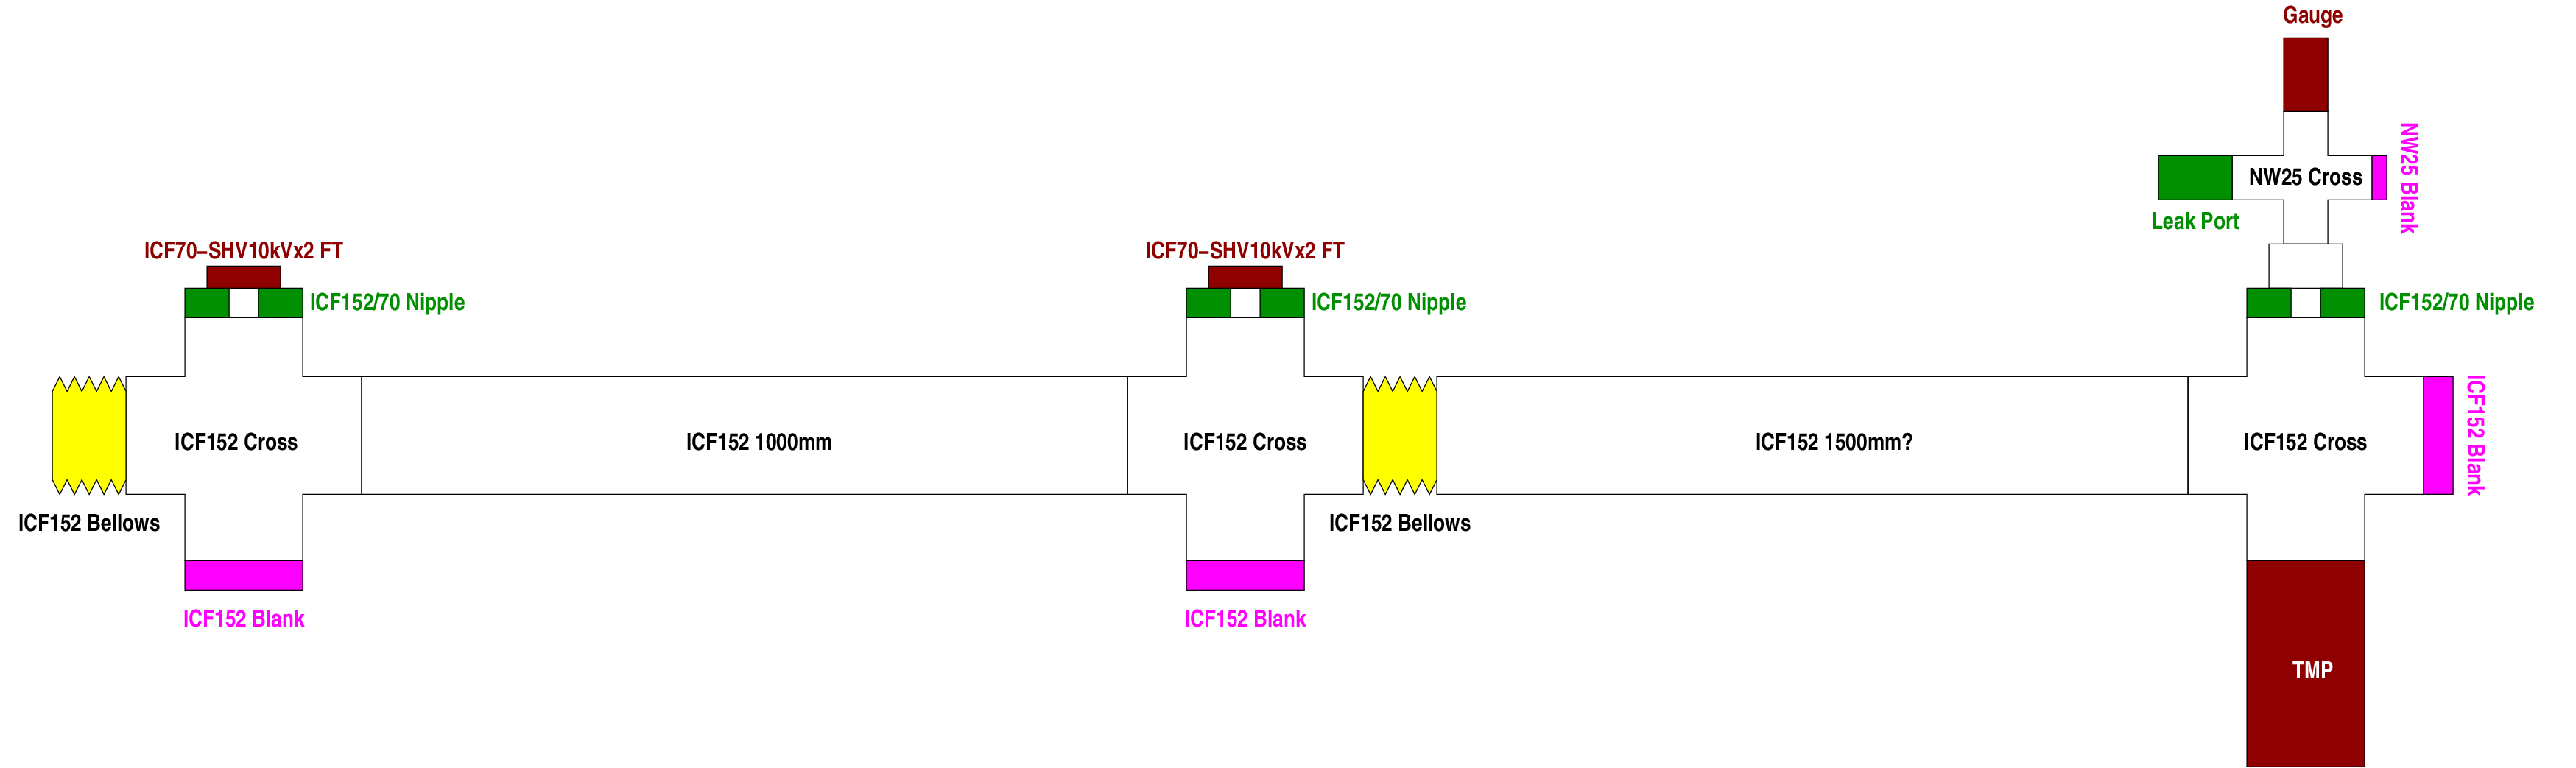 Gauge
NW25 Blank
NW25 Cross
Leak Port
ICF70–SHV10kVx2 FT
ICF70–SHV10kVx2 FT
ICF152/70 Nipple
ICF152/70 Nipple
ICF152/70 Nipple
ICF152 Cross
ICF152 1000mm
ICF152 Cross
ICF152 1500mm?
ICF152 Cross
ICF152 Blank
ICF152 Bellows
ICF152 Bellows
ICF152 Blank
ICF152 Blank
TMP